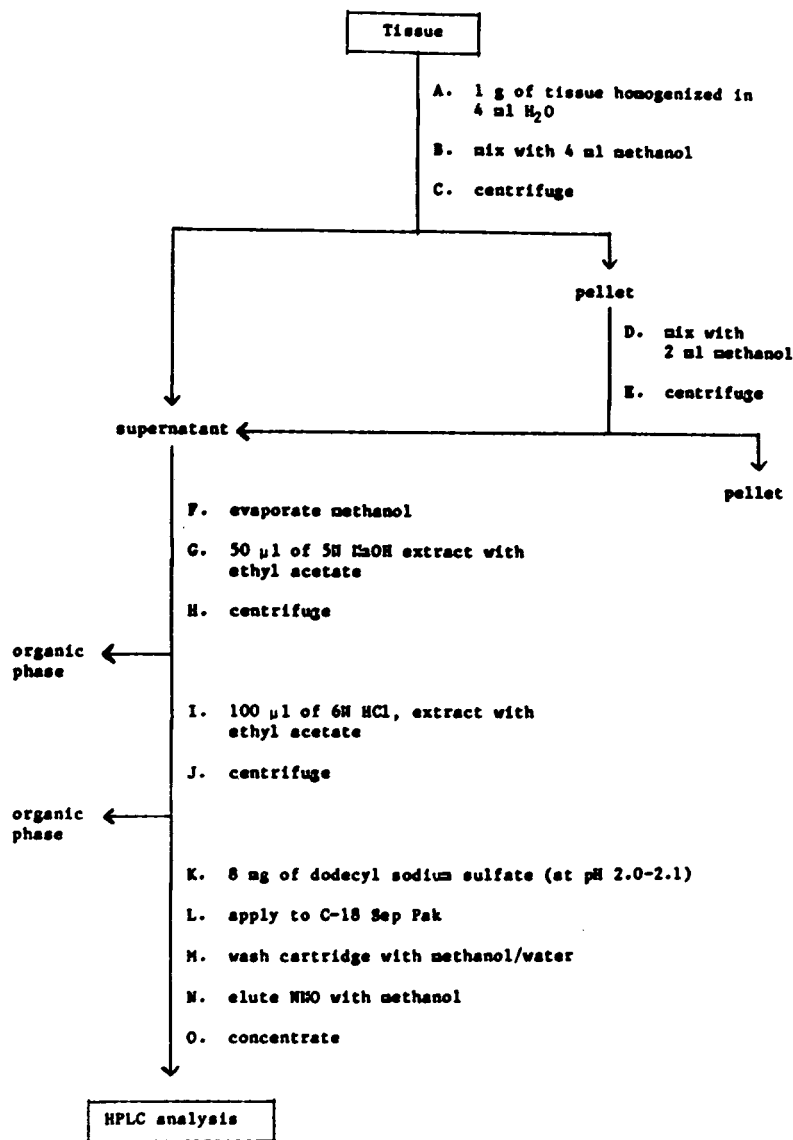 Tissue
A. 1 g of tissue homogenized in
4 ml H₂O
B. mix with 4 ml methanol
C. centrifuge
pellet
D. mix with
2 ml methanol
E. centrifuge
supernatant
pellet
F. evaporate methanol
G. 50 µl of 5N NaOH extract with
ethyl acetate
H. centrifuge
organic
phase
I. 100 µl of 6N HCl, extract with
ethyl acetate
J. centrifuge
organic
phase
K. 8 mg of dodecyl sodium sulfate (at pH 2.0-2.1)
L. apply to C-18 Sep Pak
M. wash cartridge with methanol/water
N. elute with methanol
O. concentrate
HPLC analysis